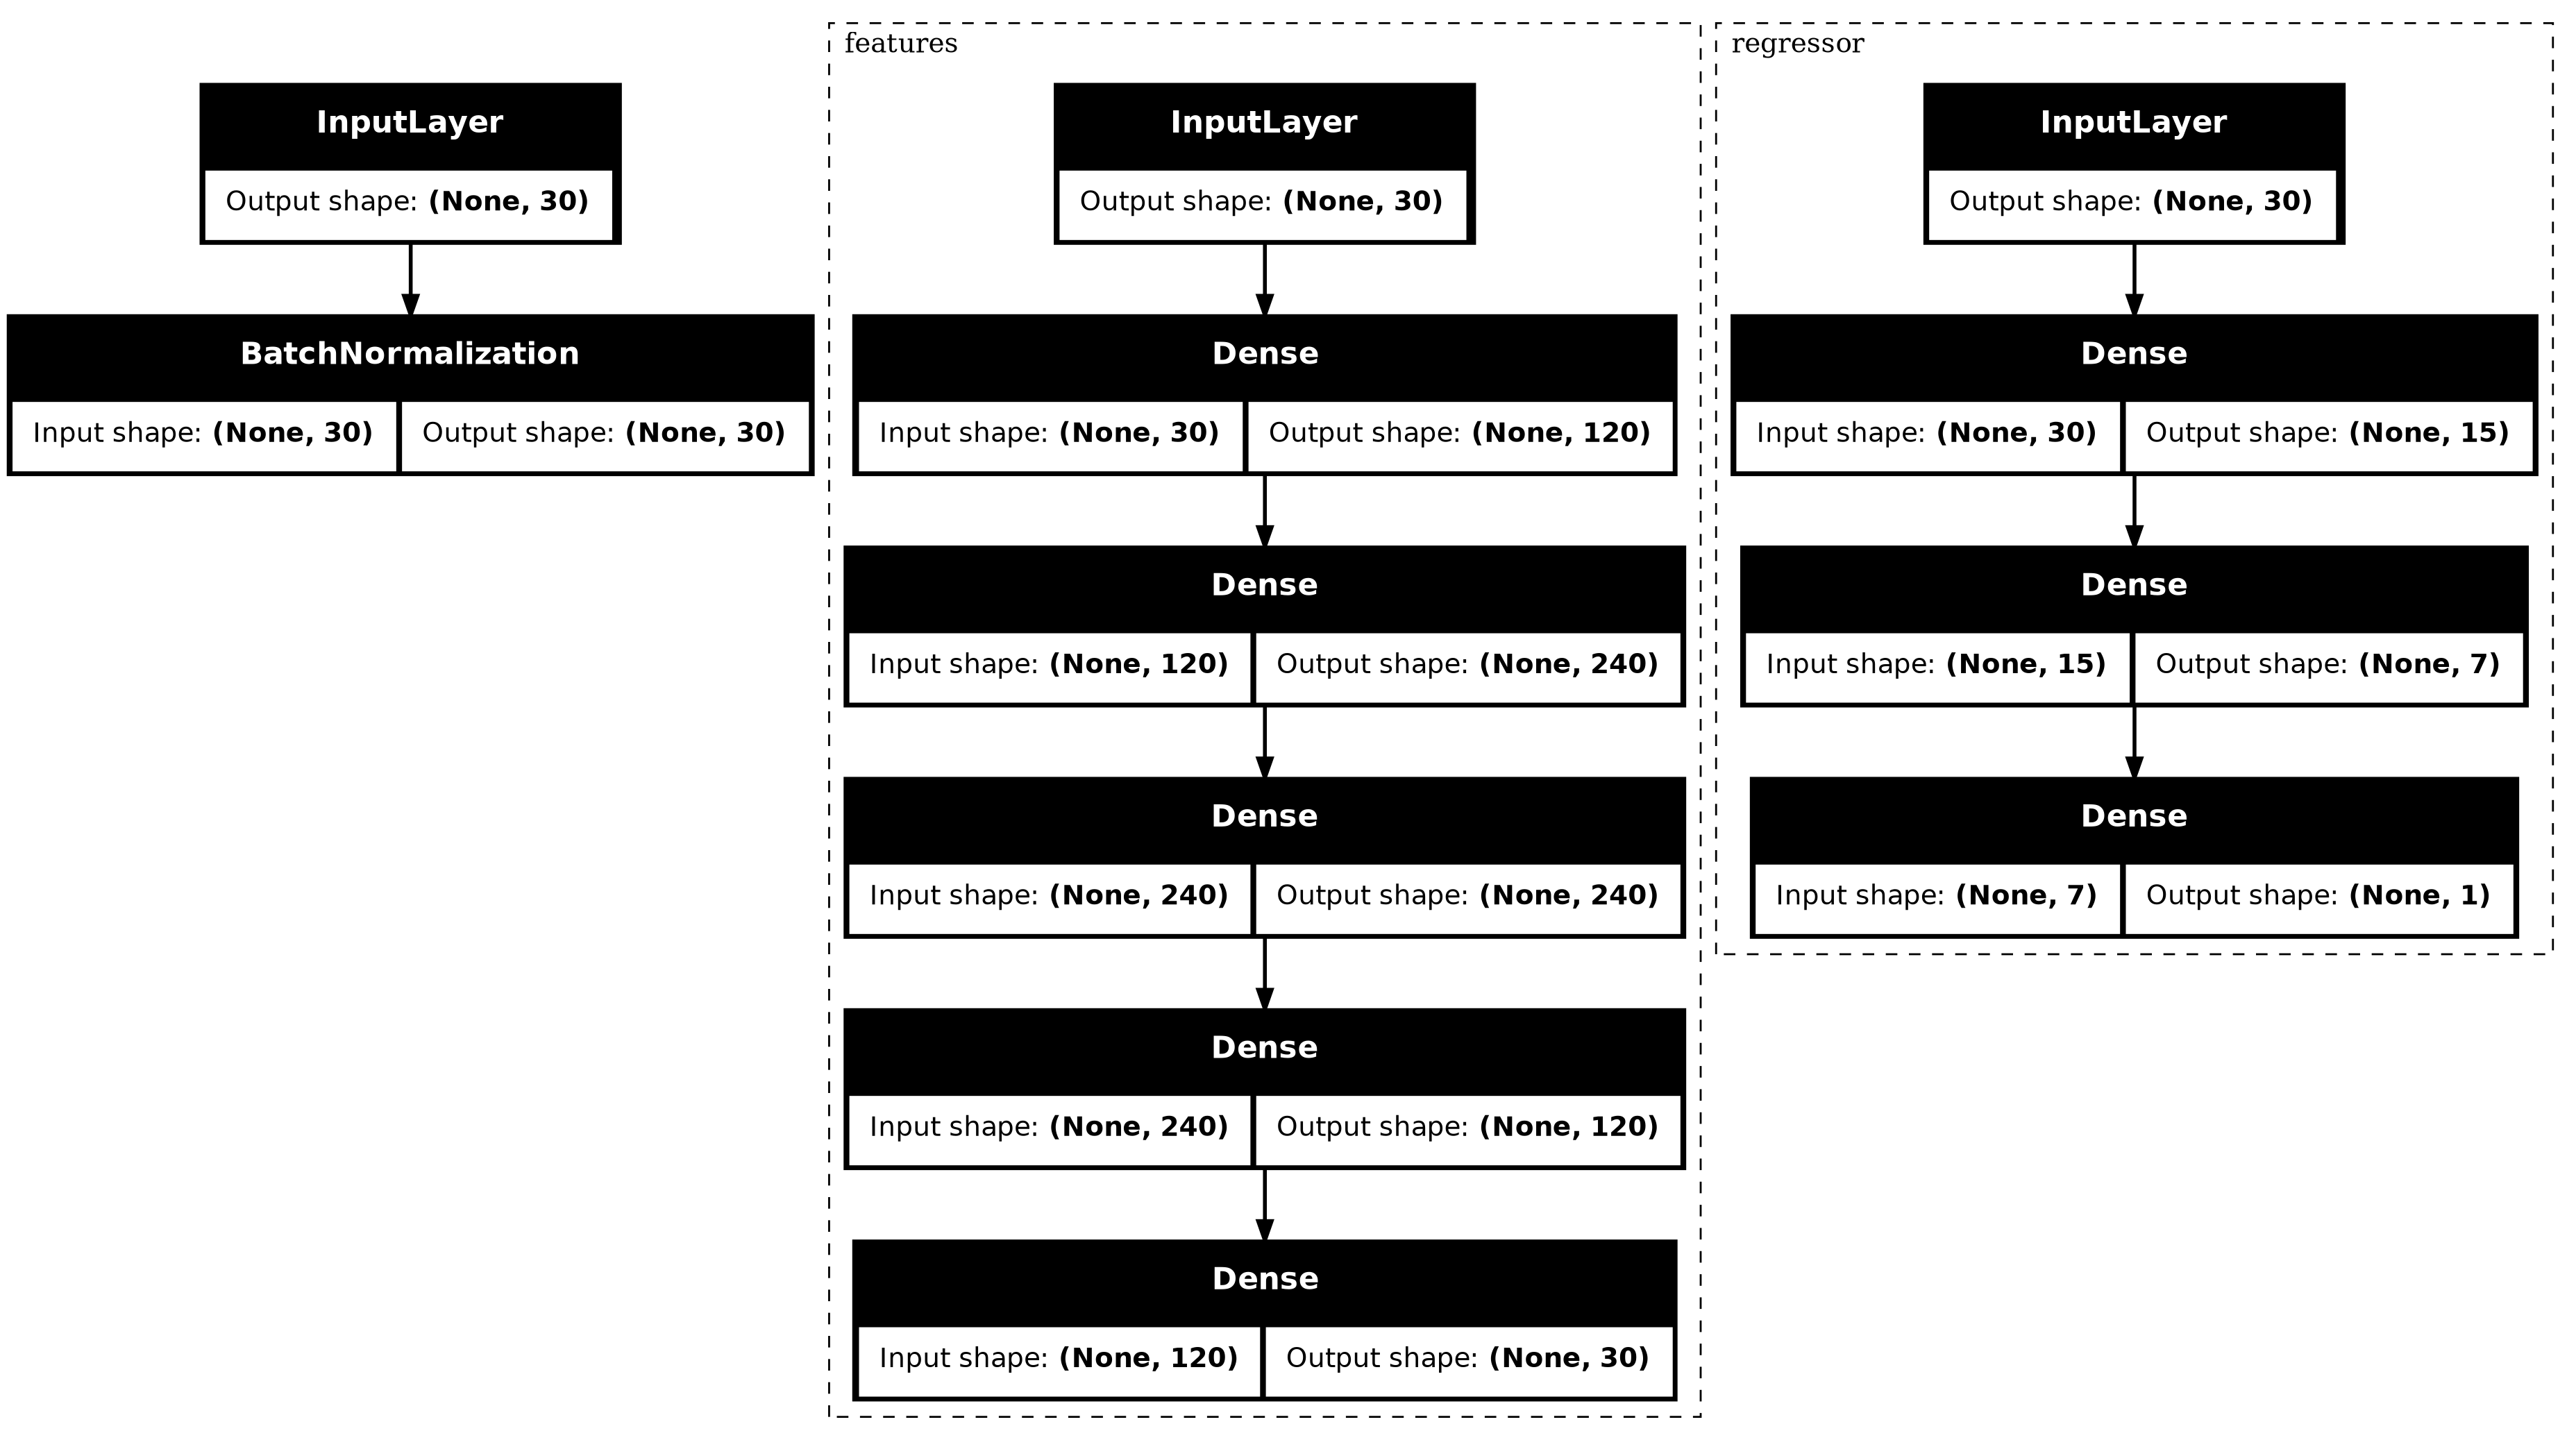 InputLayer
Output shape: (None, 30)
BatchNormalization
Input shape: (None, 30) Output shape: (None, 30)
features
InputLayer
Output shape: (None, 30)
Dense
Input shape: (None, 30) Output shape: (None, 120)
Dense
Input shape: (None, 120) Output shape: (None, 240)
Dense
Input shape: (None, 240) Output shape: (None, 240)
Dense
Input shape: (None, 240) Output shape: (None, 120)
Dense
Input shape: (None, 120) Output shape: (None, 30)
regressor
InputLayer
Output shape: (None, 30)
Dense
Input shape: (None, 30) Output shape: (None, 15)
Dense
Input shape: (None, 15) Output shape: (None, 7)
Dense
Input shape: (None, 7) Output shape: (None, 1)